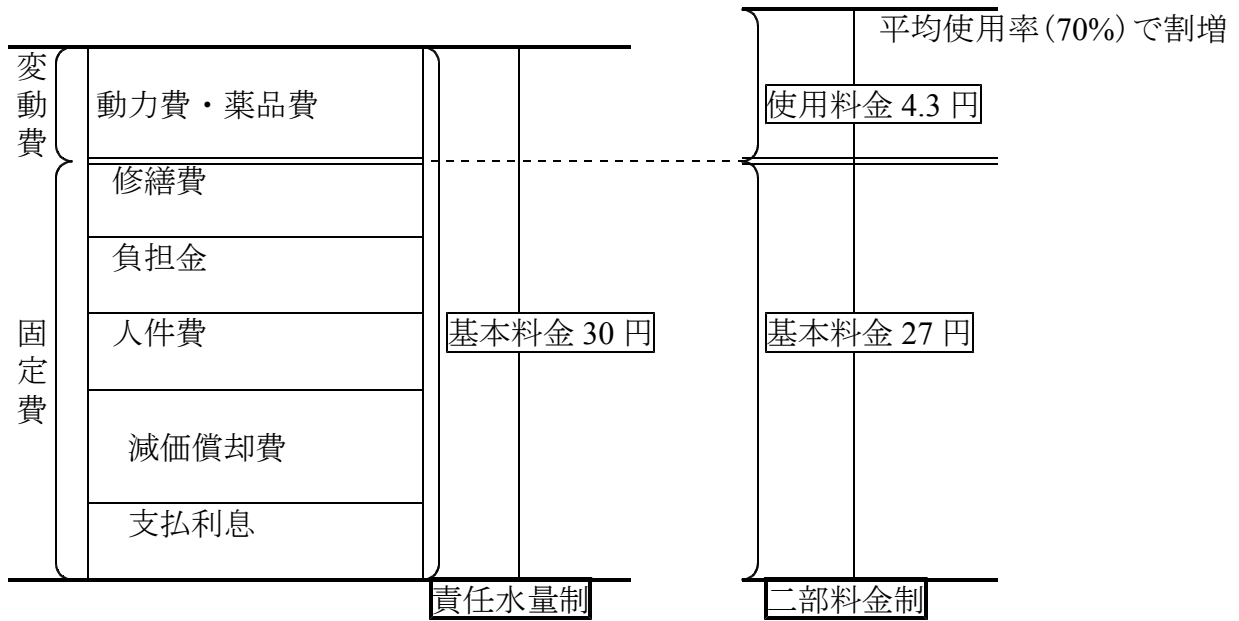 平均使用率(70%)で割増
変動費
動力費・薬品費
使用料金 4.3 円
修繕費
負担金
固定費
人件費
基本料金 30 円
基本料金 27 円
減価償却費
支払利息
責任水量制
二部料金制